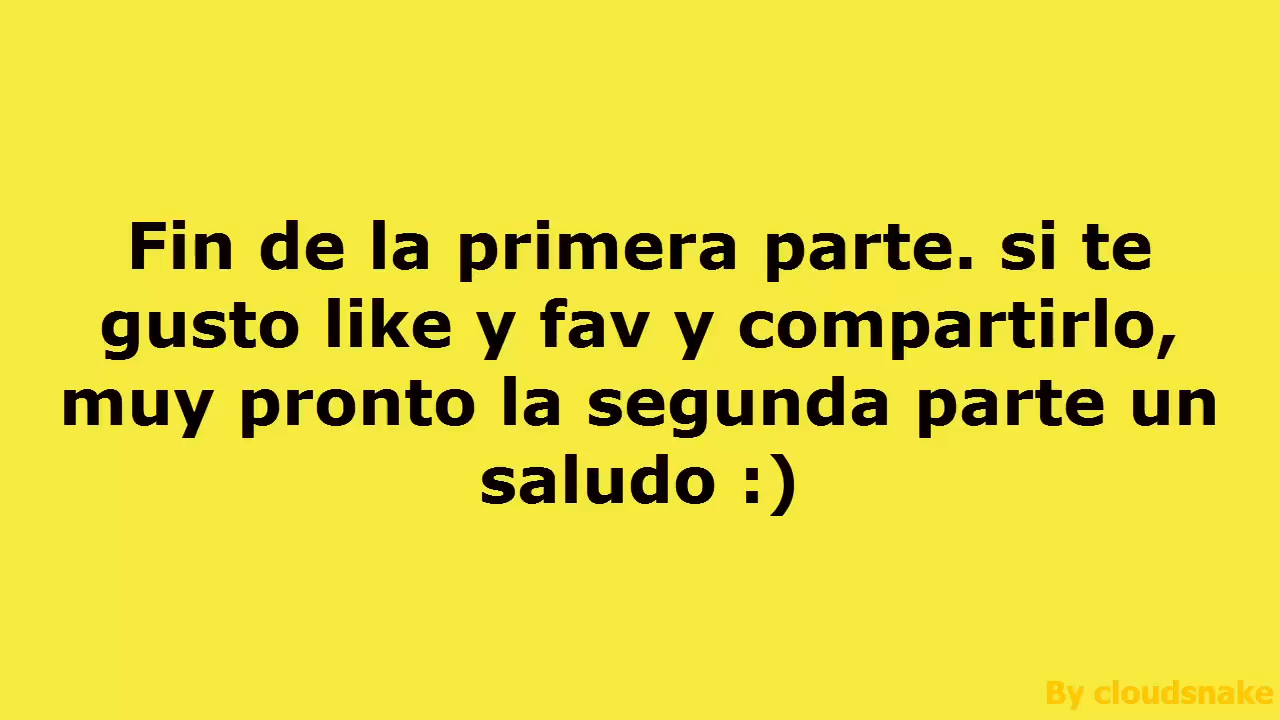 Fin de la primera parte. si te
gusto like y fav y compartirlo,
muy pronto la segunda parte un
saludo :)
By cloudsnake